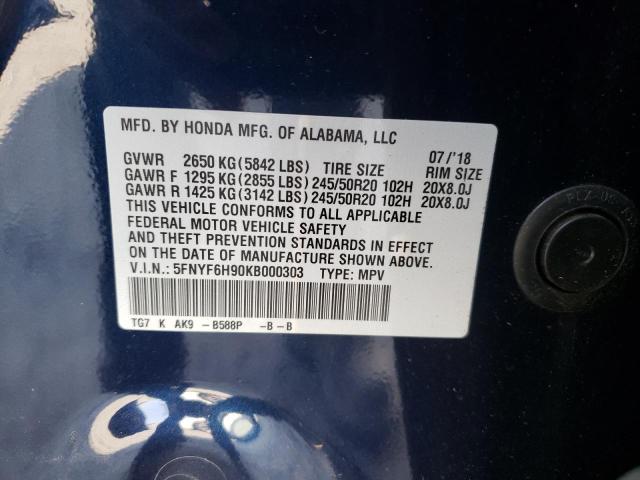 MFD. BY HONDA MFG. OF ALABAMA, LLC
GVWR 2650 KG(5842 LBS) TIRE SIZE 07/'18 RIM SIZE
GAWR F 1295 KG(2855 LBS)245/50R20 102H 20X8.0J
GAWR R 1425 KG(3142 LBS)245/50R20 102H 20X8.0J
THIS VEHICLE CONFORMS TO ALL APPLICABLE
FEDERAL MOTOR VEHICLE SAFETY
AND THEFT PREVENTION STANDARDS IN EFFECT
ON THE DATE OF MANUFACTURE SHOWN ABOVE.
V.I.N.: 5FNYF6H90KB000303 TYPE: MPV
TG7 K AK9 -B588P -B-B